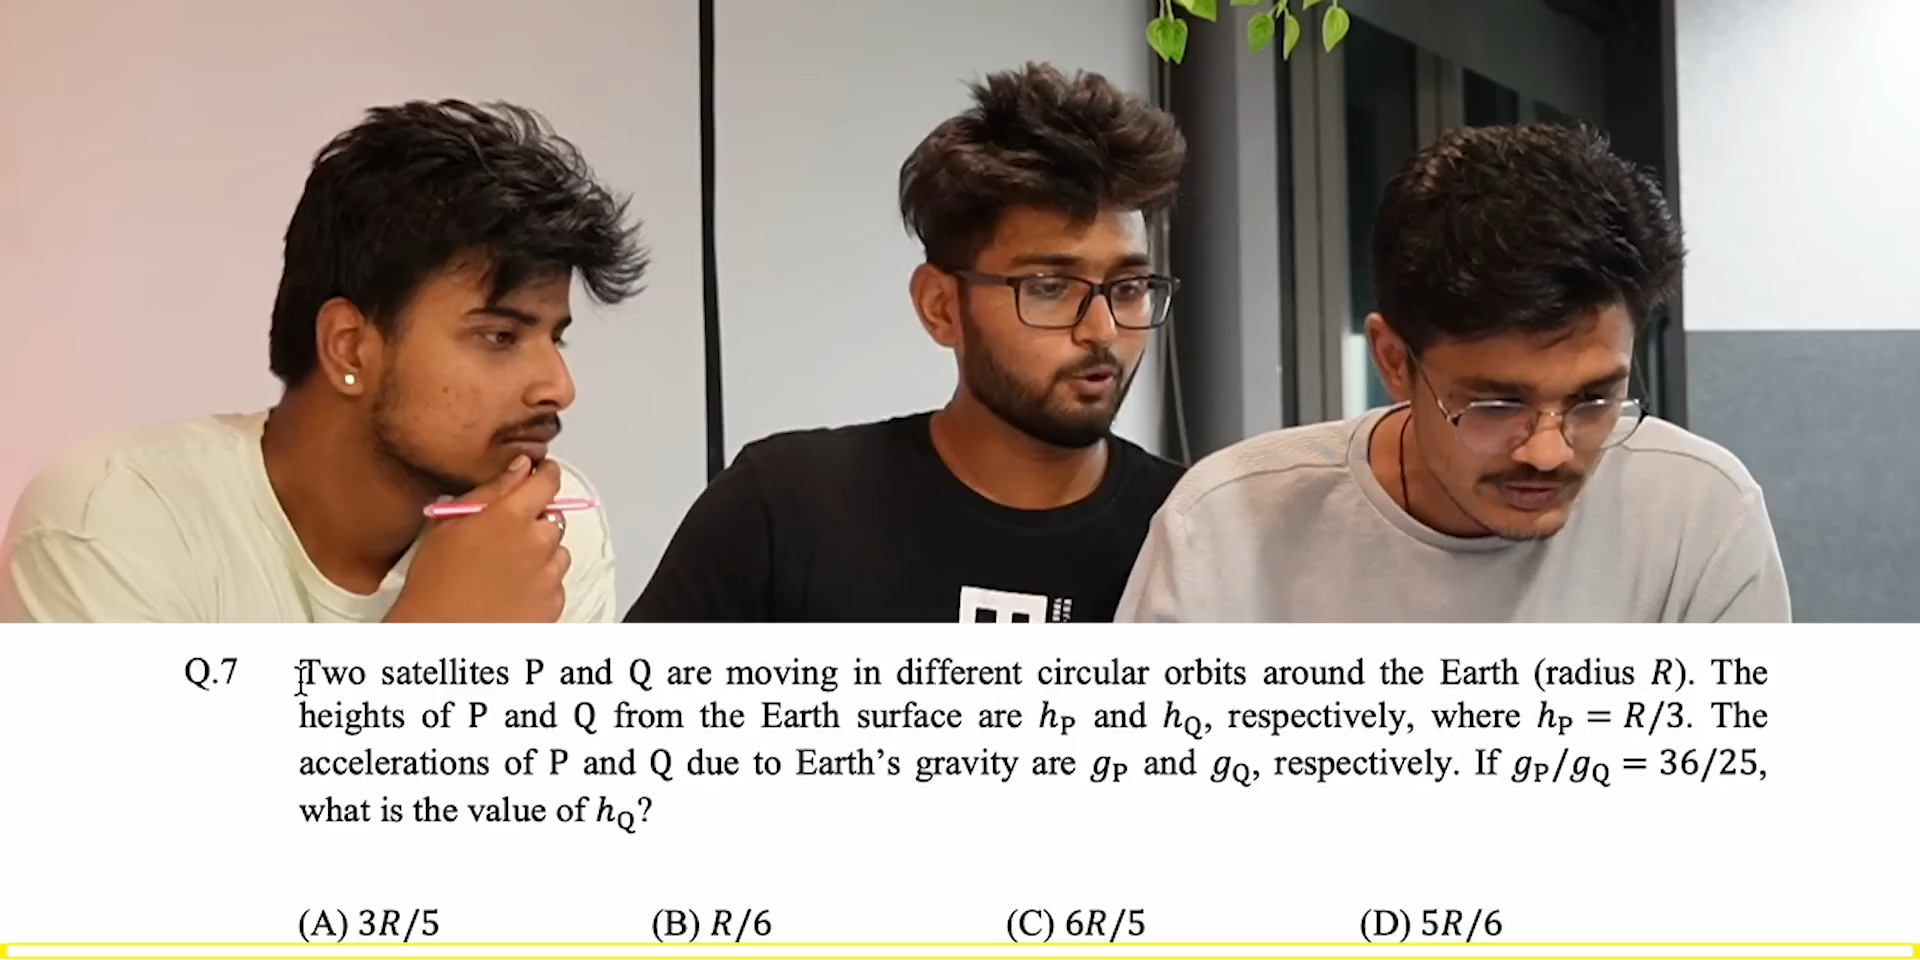 Q.7 Two satellites P and Q are moving in different circular orbits around the Earth (radius R). The
heights of P and Q from the Earth surface are hP and hQ, respectively, where hP = R/3. The
accelerations of P and Q due to Earth’s gravity are gP and gQ, respectively. If gP/gQ = 36/25,
what is the value of hQ?
(A) 3R/5 (B) R/6 (C) 6R/5 (D) 5R/6